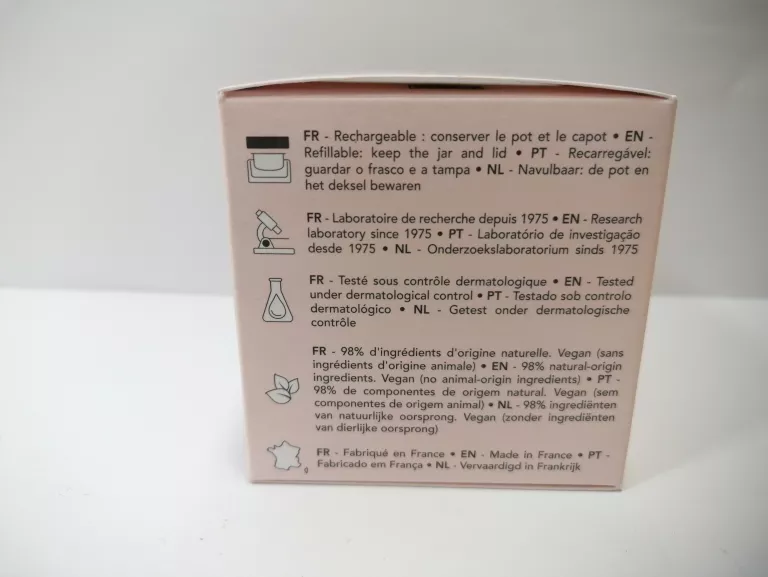 FR - Rechargeable : conserver le pot et le capot • EN -
Refillable: keep the jar and lid • PT - Recarregável:
guardar o frasco e a tampa • NL - Navulbaar: de pot en
het deksel bewaren
FR - Laboratoire de recherche depuis 1975 • EN - Research
laboratory since 1975 • PT - Laboratório de investigação
desde 1975 • NL - Onderzoekslaboratorium sinds 1975
FR - Testé sous contrôle dermatologique • EN - Tested
under dermatological control • PT - Testado sob controlo
dermatológico • NL - Getest onder dermatologische
contrôle
FR - 98% d'ingrédients d'origine naturelle. Vegan (sans
ingrédients d'origine animale) • EN - 98% natural-origin
ingredients. Vegan (no animal-origin ingredients) • PT -
98% de componentes de origem natural. Vegan (sem
componentes de origem animal) • NL - 98% ingrediënten
van natuurlijke oorsprong. Vegan (zonder ingrediënten
van dierlijke oorsprong)
FR - Fabriqué en France • EN - Made in France • PT -
Fabricado em França • NL - Vervaardigd in Frankrijk